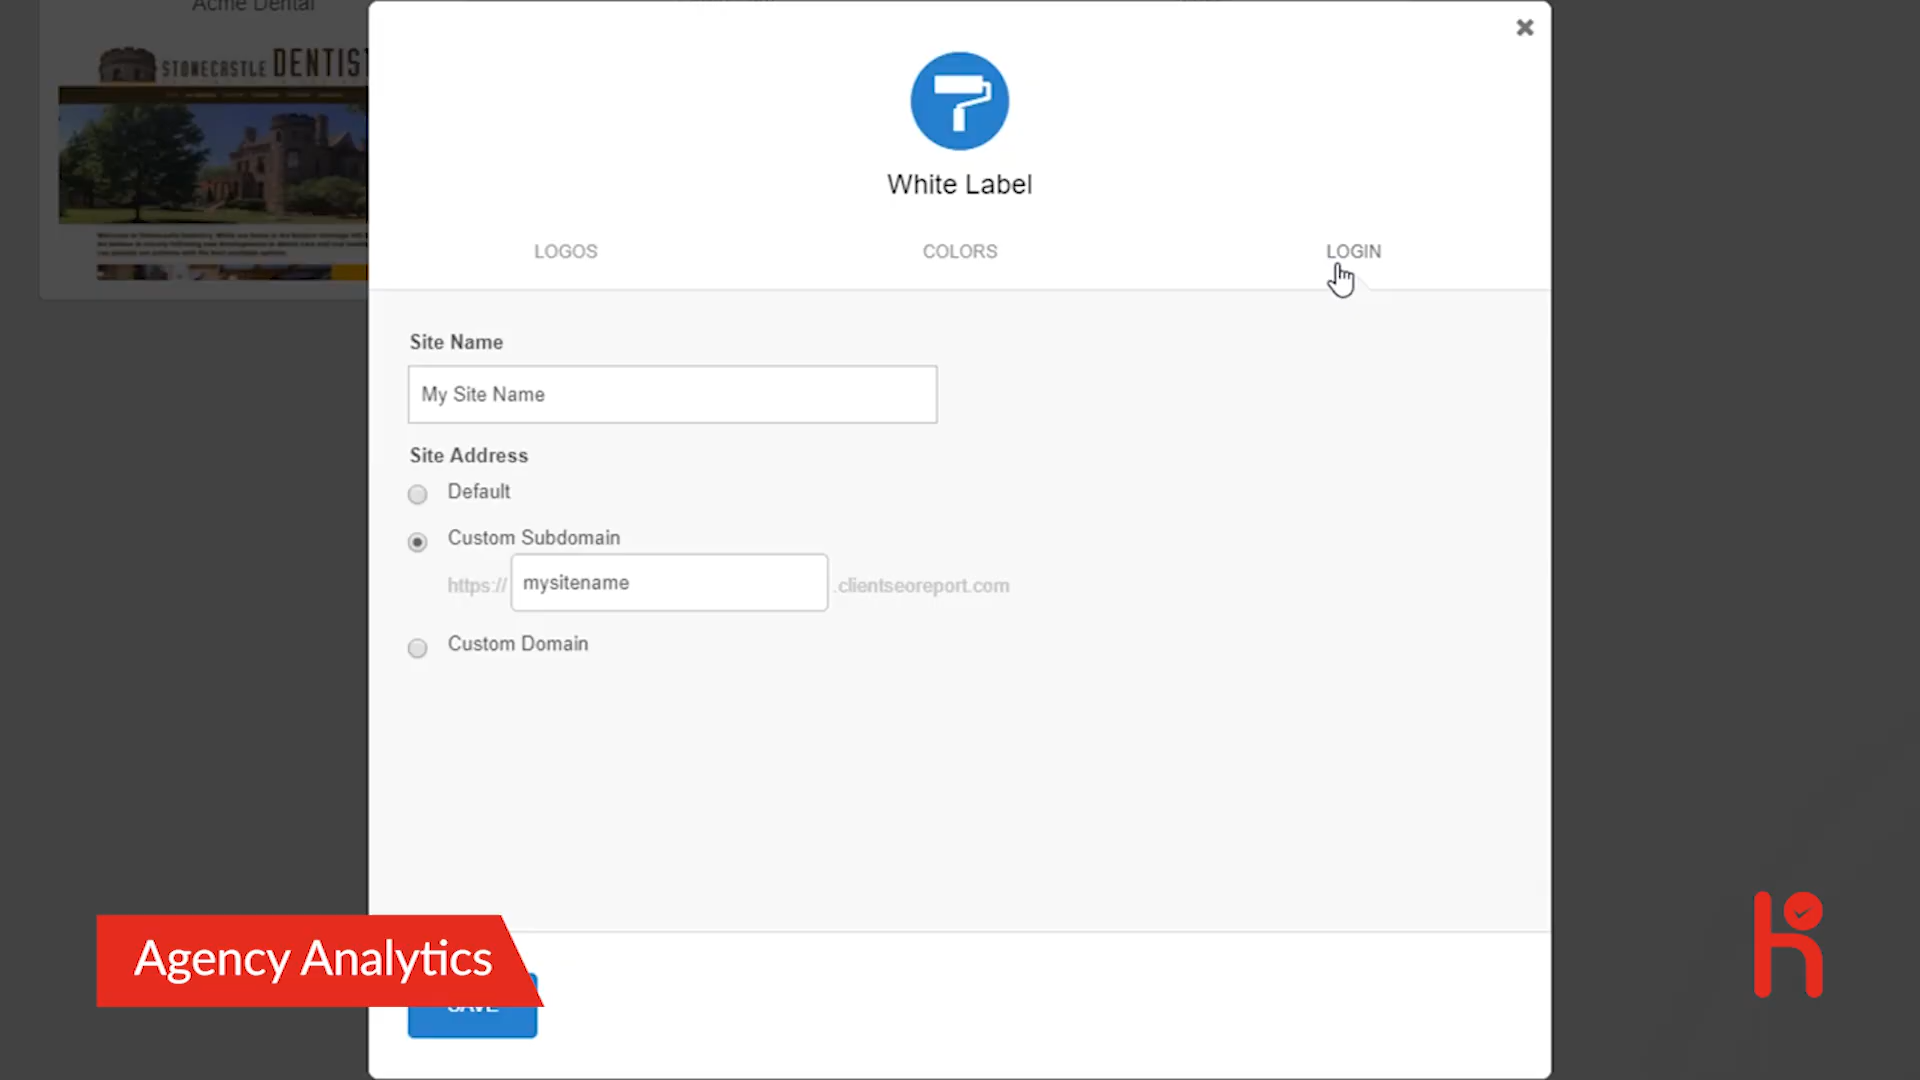 Acme Dental
STONECASTLE DENTIS
White Label
LOGOS
COLORS
LOGIN
Site Name
My Site Name
Site Address
Default
Custom Subdomain
https://
mysitename
.clientseoreport.com
Custom Domain
Agency Analytics
SAVE